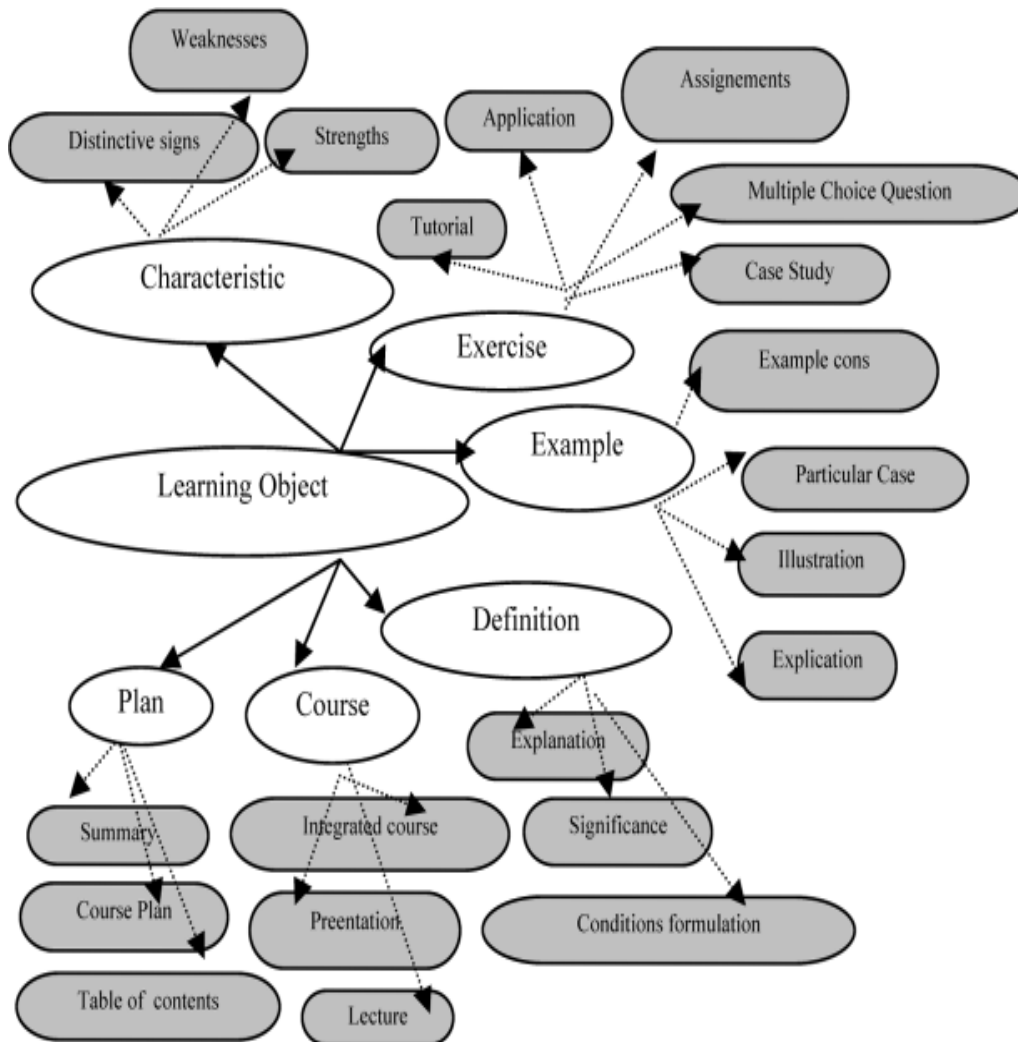 Weaknesses
Assignements
Application
Distinctive signs
Strengths
Multiple Choice Question
Tutorial
Case Study
Characteristic
Exercise
Example cons
Example
Particular Case
Learning Object
Illustration
Definition
Explication
Plan
Course
Explanation
Summary
Integrated course
Significance
Course Plan
Preentation
Conditions formulation
Table of contents
Lecture